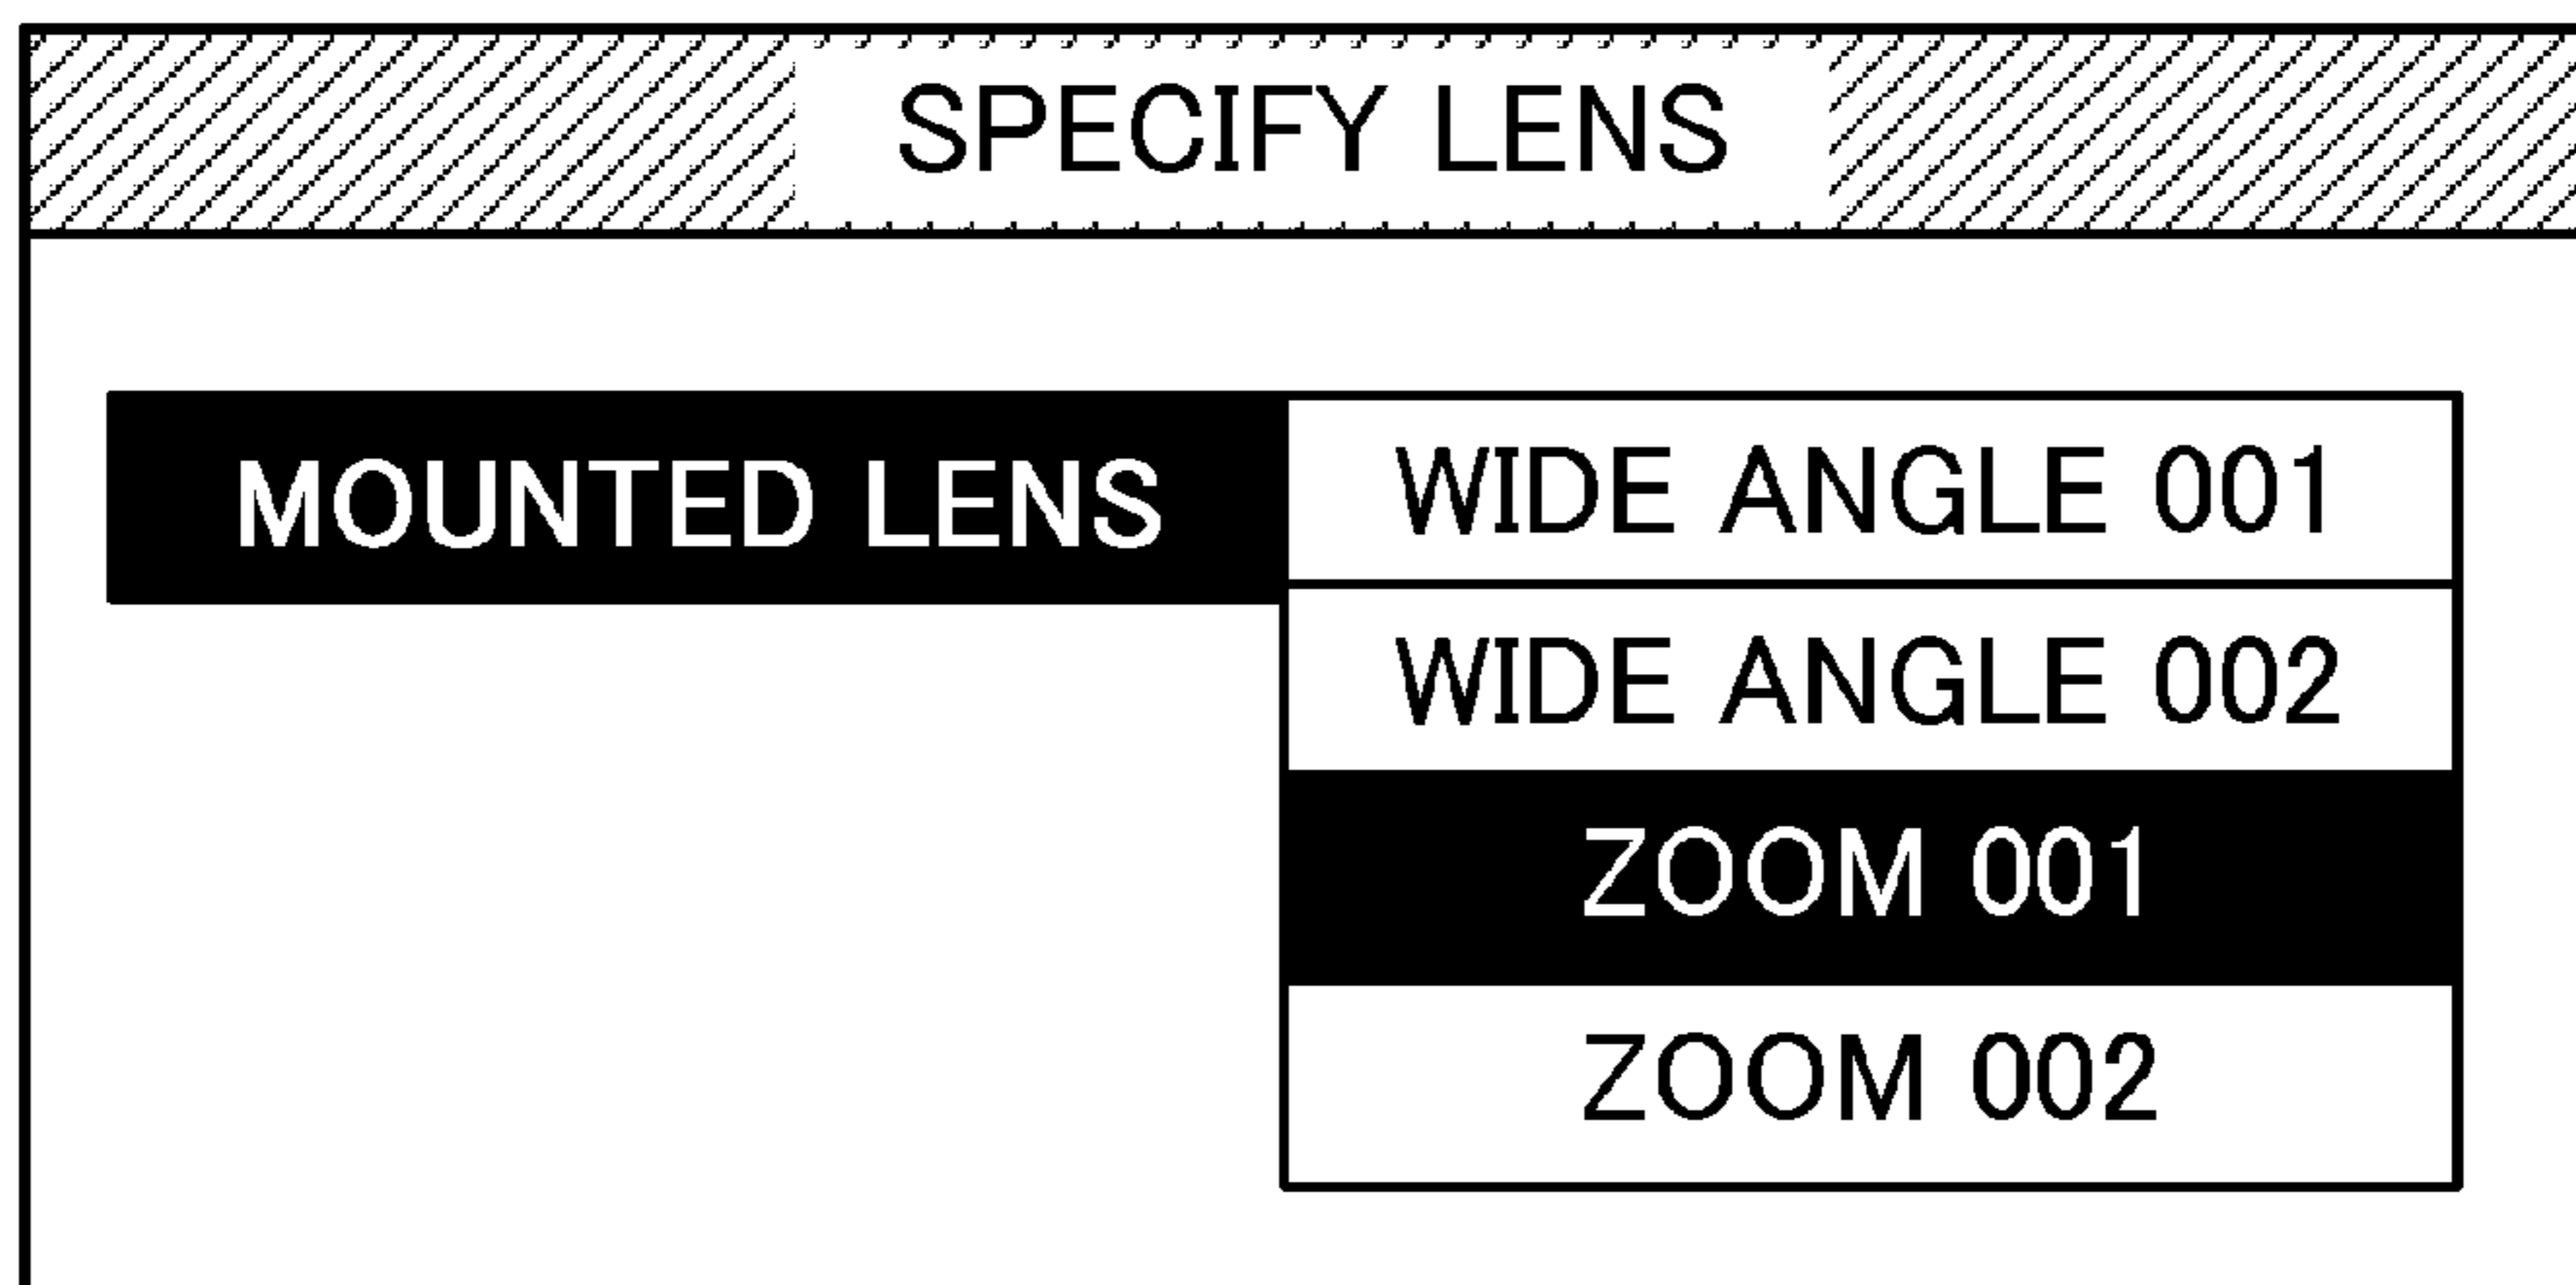 SPECIFY LENS
MOUNTED LENS
WIDE ANGLE 001
WIDE ANGLE 002
ZOOM 001
ZOOM 002